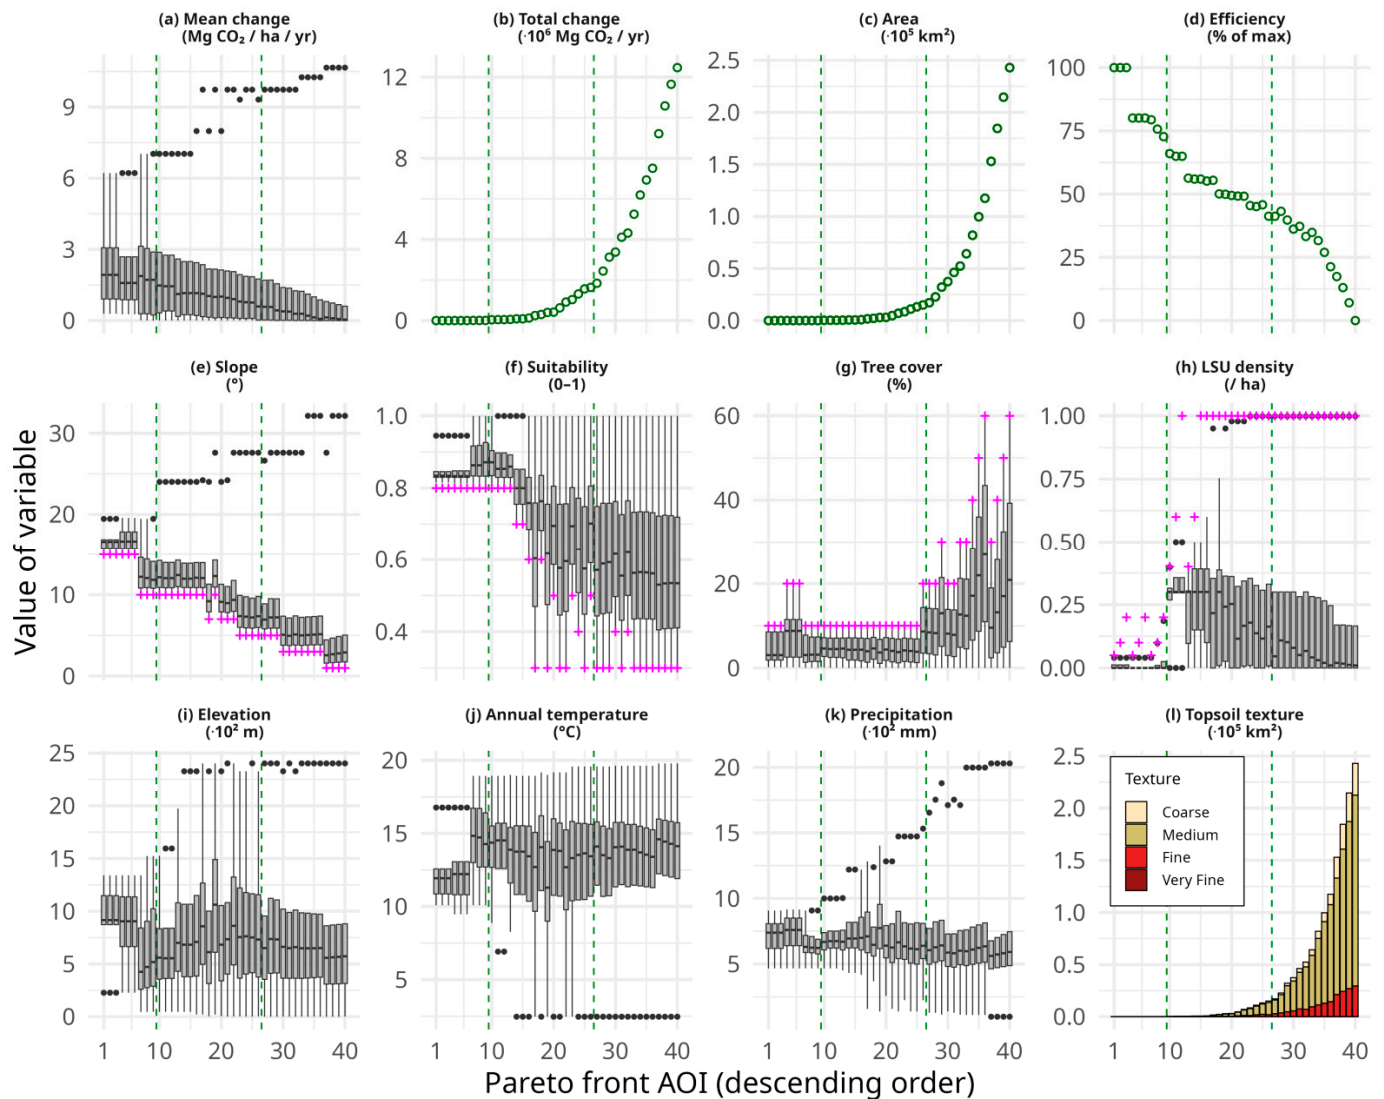 (a) Mean change
(Mg CO₂ / ha / yr)
(b) Total change
(·10⁶ Mg CO₂ / yr)
(c) Area
(·10⁵ km²)
(d) Efficiency
(% of max)
9
6
3
0
12
8
4
0
2.5
2.0
1.5
1.0
0.5
0.0
100
75
50
25
0
(e) Slope
(°)
(f) Suitability
(0–1)
(g) Tree cover
(%)
(h) LSU density
(/ ha)
30
20
10
0
1.0
0.8
0.6
0.4
60
40
20
0
1.00
0.75
0.50
0.25
0.00
Value of variable
(i) Elevation
(·10² m)
(j) Annual temperature
(°C)
(k) Precipitation
(·10² mm)
(l) Topsoil texture
(·10⁵ km²)
25
20
15
10
5
0
20
15
10
5
20
15
10
5
2.5
2.0
1.5
1.0
0.5
0.0
Texture
Coarse
Medium
Fine
Very Fine
1 10 20 30 40
1 10 20 30 40
1 10 20 30 40
1 10 20 30 40
Pareto front AOI (descending order)